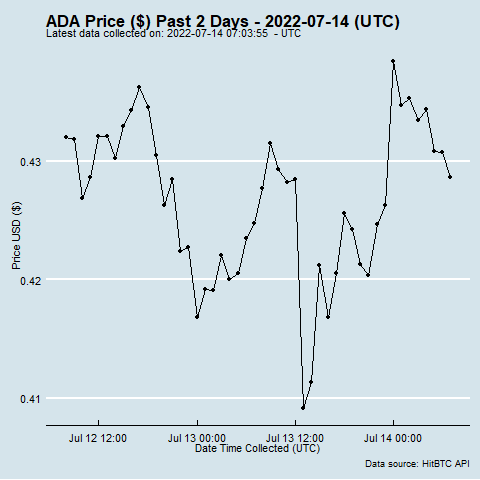 ADA Price ($) Past 2 Days - 2022-07-14 (UTC)
Latest data collected on: 2022-07-14 07:03:55 - UTC
0.43
0.42
0.41
Price USD ($)
Jul 12 12:00 Jul 13 00:00 Jul 13 12:00 Jul 14 00:00
Date Time Collected (UTC)
Data source: HitBTC API